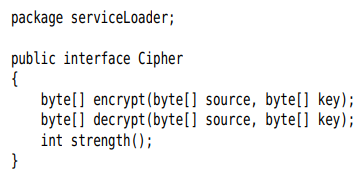 package serviceLoader;

public interface Cipher
{
    byte[] encrypt(byte[] source, byte[] key);
    byte[] decrypt(byte[] source, byte[] key);
    int strength();
}